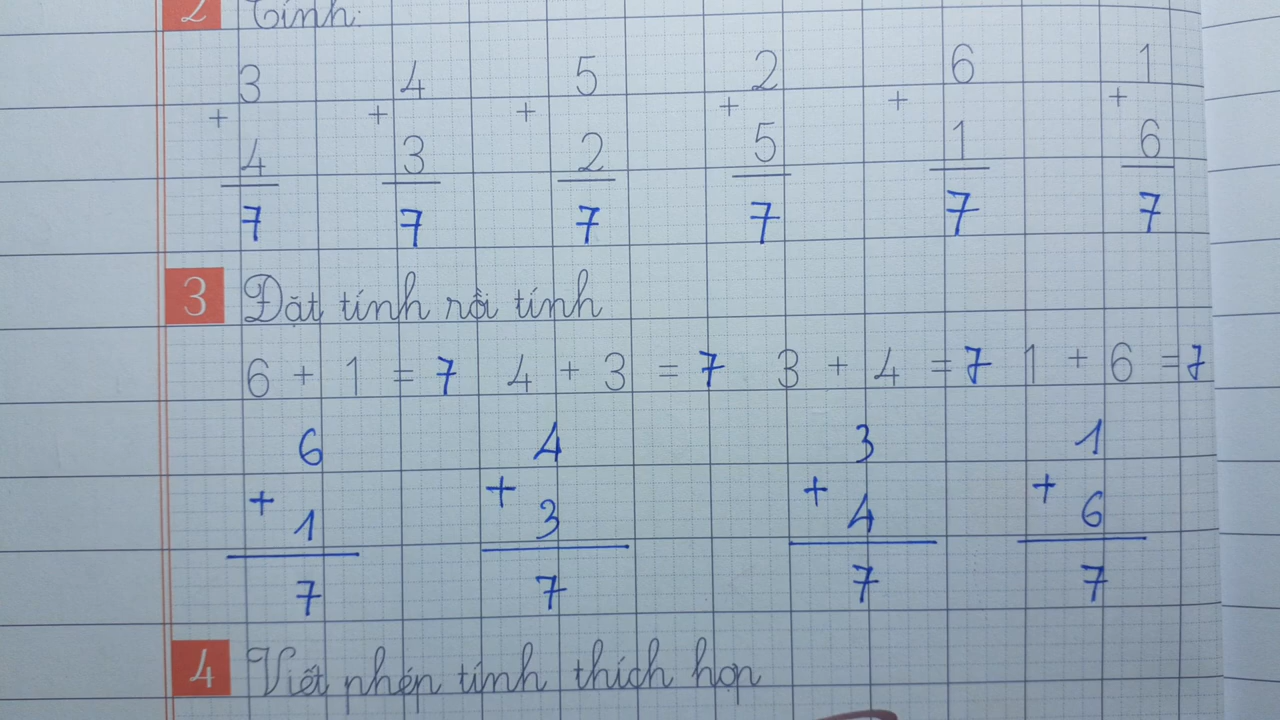 2 Tính:
3 4 5 2 6 1
+ + + + + +
4 3 2 5 1 6
7 7 7 7 7 7
3 Đặt tính rồi tính
6 + 1 = 7 4 + 3 = 7 3 + 4 = 7 1 + 6 = 7
6 4 3 1
+ + + +
1 3 4 6
7 7 7 7
4 Viết phép tính thích hợp